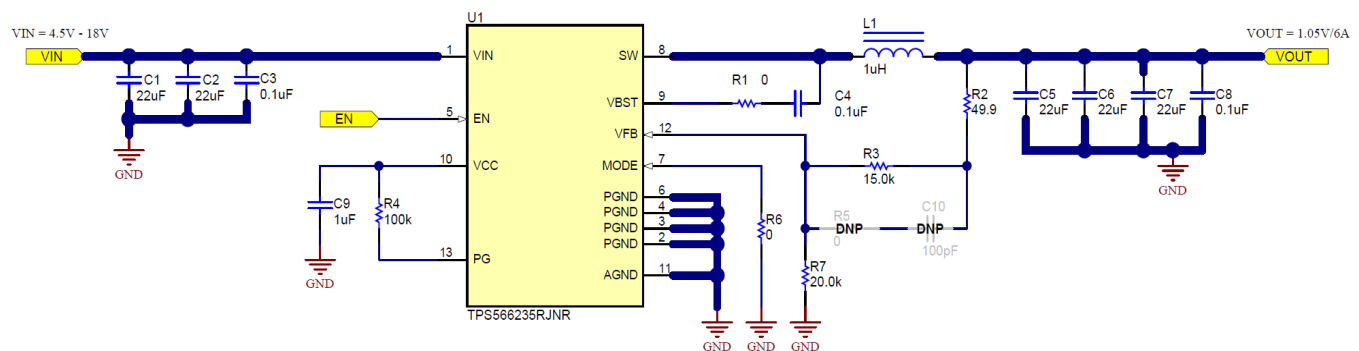 U1
VIN = 4.5V - 18V
VIN
1
VIN
C1
22uF
C2
22uF
C3
0.1uF
GND
EN
5
EN
10
VCC
C9
1uF
R4
100k
GND
13
PG
TPS566235RJNR
SW
8
VBST
9
VFB
12
MODE
7
PGND
6
PGND
4
PGND
3
PGND
2
AGND
11
GND
R1 0
C4
0.1uF
L1
1uH
R2
49.9
R3
15.0k
R5
DNP
0
C10
DNP
100pF
R6
0
GND
R7
20.0k
GND
C5
22uF
C6
22uF
C7
22uF
C8
0.1uF
GND
VOUT = 1.05V/6A
VOUT